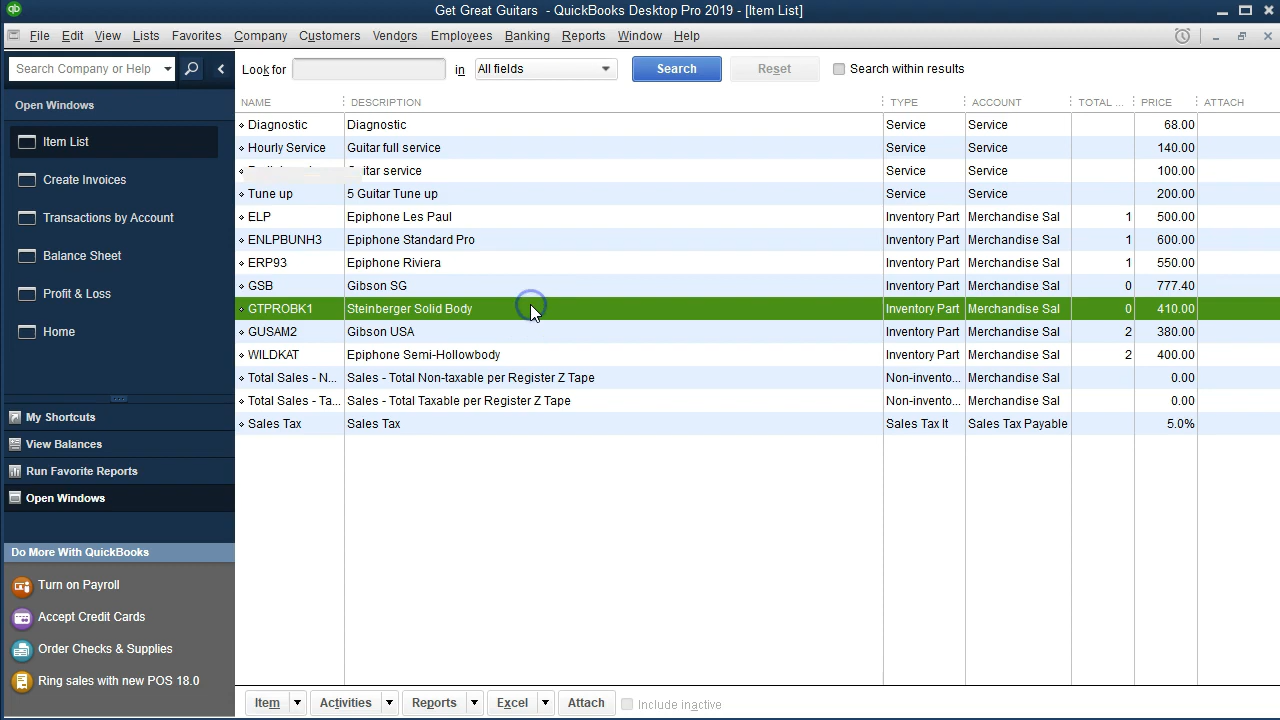 qb Get Great Guitars - QuickBooks Desktop Pro 2019 - [Item List]
File Edit View Lists Favorites Company Customers Vendors Employees Banking Reports Window Help
Search Company or Help
Look for in All fields Search Reset Search within results
Open Windows
Item List
Create Invoices
Transactions by Account
Balance Sheet
Profit & Loss
Home
My Shortcuts
View Balances
Run Favorite Reports
Open Windows
Do More With QuickBooks
Turn on Payroll
Accept Credit Cards
Order Checks & Supplies
Ring sales with new POS 18.0
NAME DESCRIPTION TYPE ACCOUNT TOTAL ... PRICE ATTACH
Diagnostic Diagnostic Service Service 68.00
Hourly Service Guitar full service Service Service 140.00
itar service Service Service 100.00
Tune up 5 Guitar Tune up Service Service 200.00
ELP Epiphone Les Paul Inventory Part Merchandise Sal 1 500.00
ENLPBUNH3 Epiphone Standard Pro Inventory Part Merchandise Sal 1 600.00
ERP93 Epiphone Riviera Inventory Part Merchandise Sal 1 550.00
GSB Gibson SG Inventory Part Merchandise Sal 0 777.40
GTPROBK1 Steinberger Solid Body Inventory Part Merchandise Sal 0 410.00
GUSAM2 Gibson USA Inventory Part Merchandise Sal 2 380.00
WILDKAT Epiphone Semi-Hollowbody Inventory Part Merchandise Sal 2 400.00
Total Sales - N... Sales - Total Non-taxable per Register Z Tape Non-invento... Merchandise Sal 0.00
Total Sales - Ta... Sales - Total Taxable per Register Z Tape Non-invento... Merchandise Sal 0.00
Sales Tax Sales Tax Sales Tax It Sales Tax Payable 5.0%
Item Activities Reports Excel Attach Include inactive